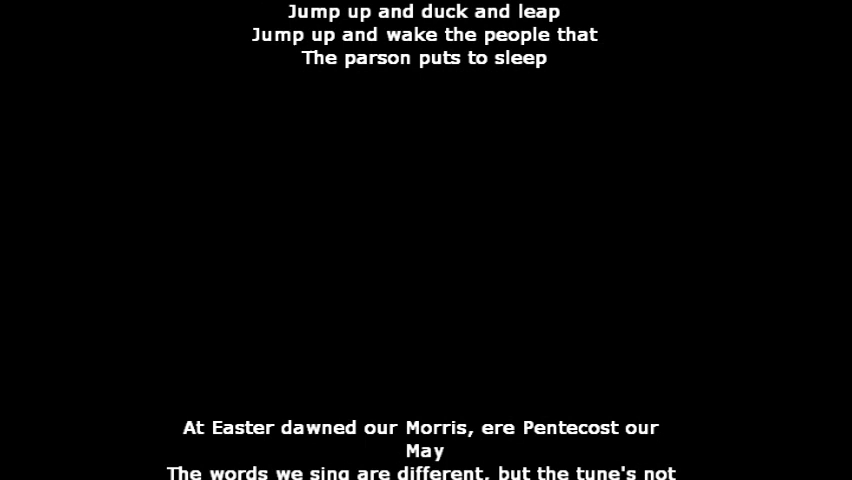 Jump up and duck and leap
Jump up and wake the people that
The parson puts to sleep
At Easter dawned our Morris, ere Pentecost our
May
The words we sing are different, but the tune's not